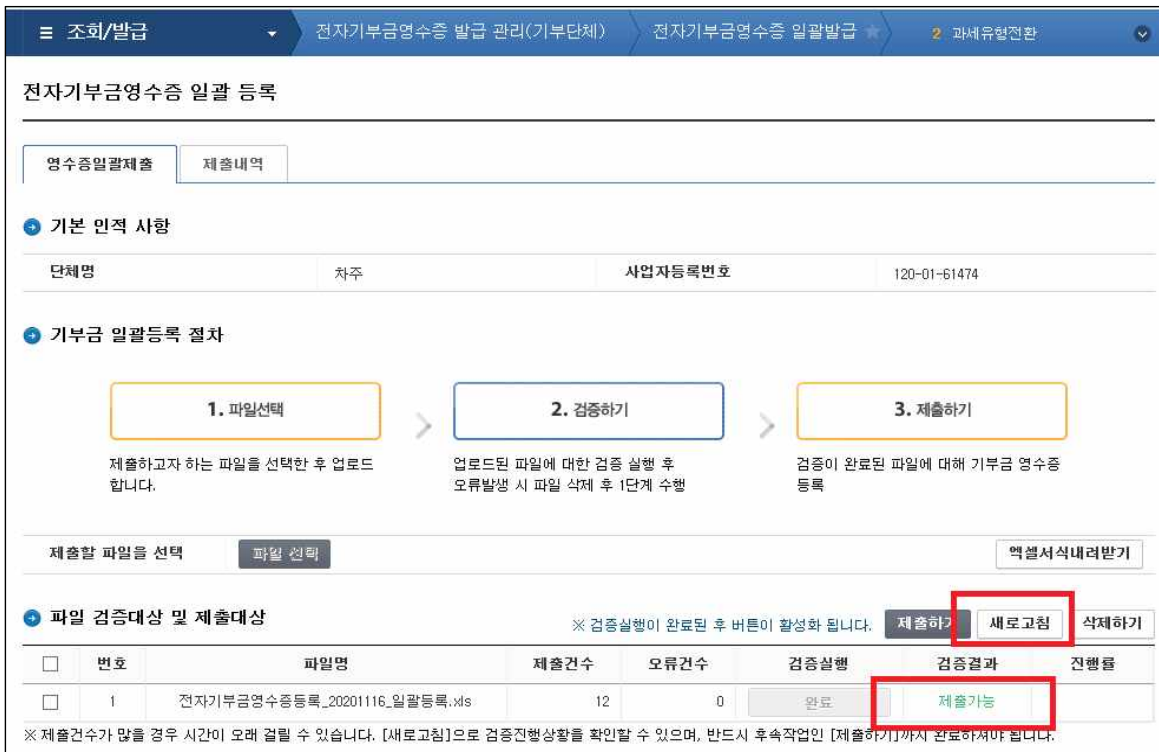 ≡ 조회/발급
전자기부금영수증 발급 관리(기부단체)
전자기부금영수증 일괄발급
2 과세유형전환
전자기부금영수증 일괄 등록
영수증일괄제출 제출내역
기본 인적 사항
단체명 차주 사업자등록번호 120-01-61474
기부금 일괄등록 절차
1. 파일선택
2. 검증하기
3. 제출하기
제출하고자 하는 파일을 선택한 후 업로드
합니다.
업로드된 파일에 대한 검증 실행 후
오류발생 시 파일 삭제 후 1단계 수행
검증이 완료된 파일에 대해 기부금 영수증
등록
제출할 파일을 선택 파일 선택 엑셀서식내려받기
파일 검증대상 및 제출대상 ※ 검증실행이 완료된 후 버튼이 활성화 됩니다. 제출하기 새로고침 삭제하기
번호 파일명 제출건수 오류건수 검증실행 검증결과 진행률
1 전자기부금영수증등록_20201116_일괄등록.xls 12 0 완료 제출가능
※ 제출건수가 많을 경우 시간이 오래 걸릴 수 있습니다. [새로고침]으로 검증진행상황을 확인할 수 있으며, 반드시 후속작업인 [제출하기]까지 완료하셔야 됩니다.